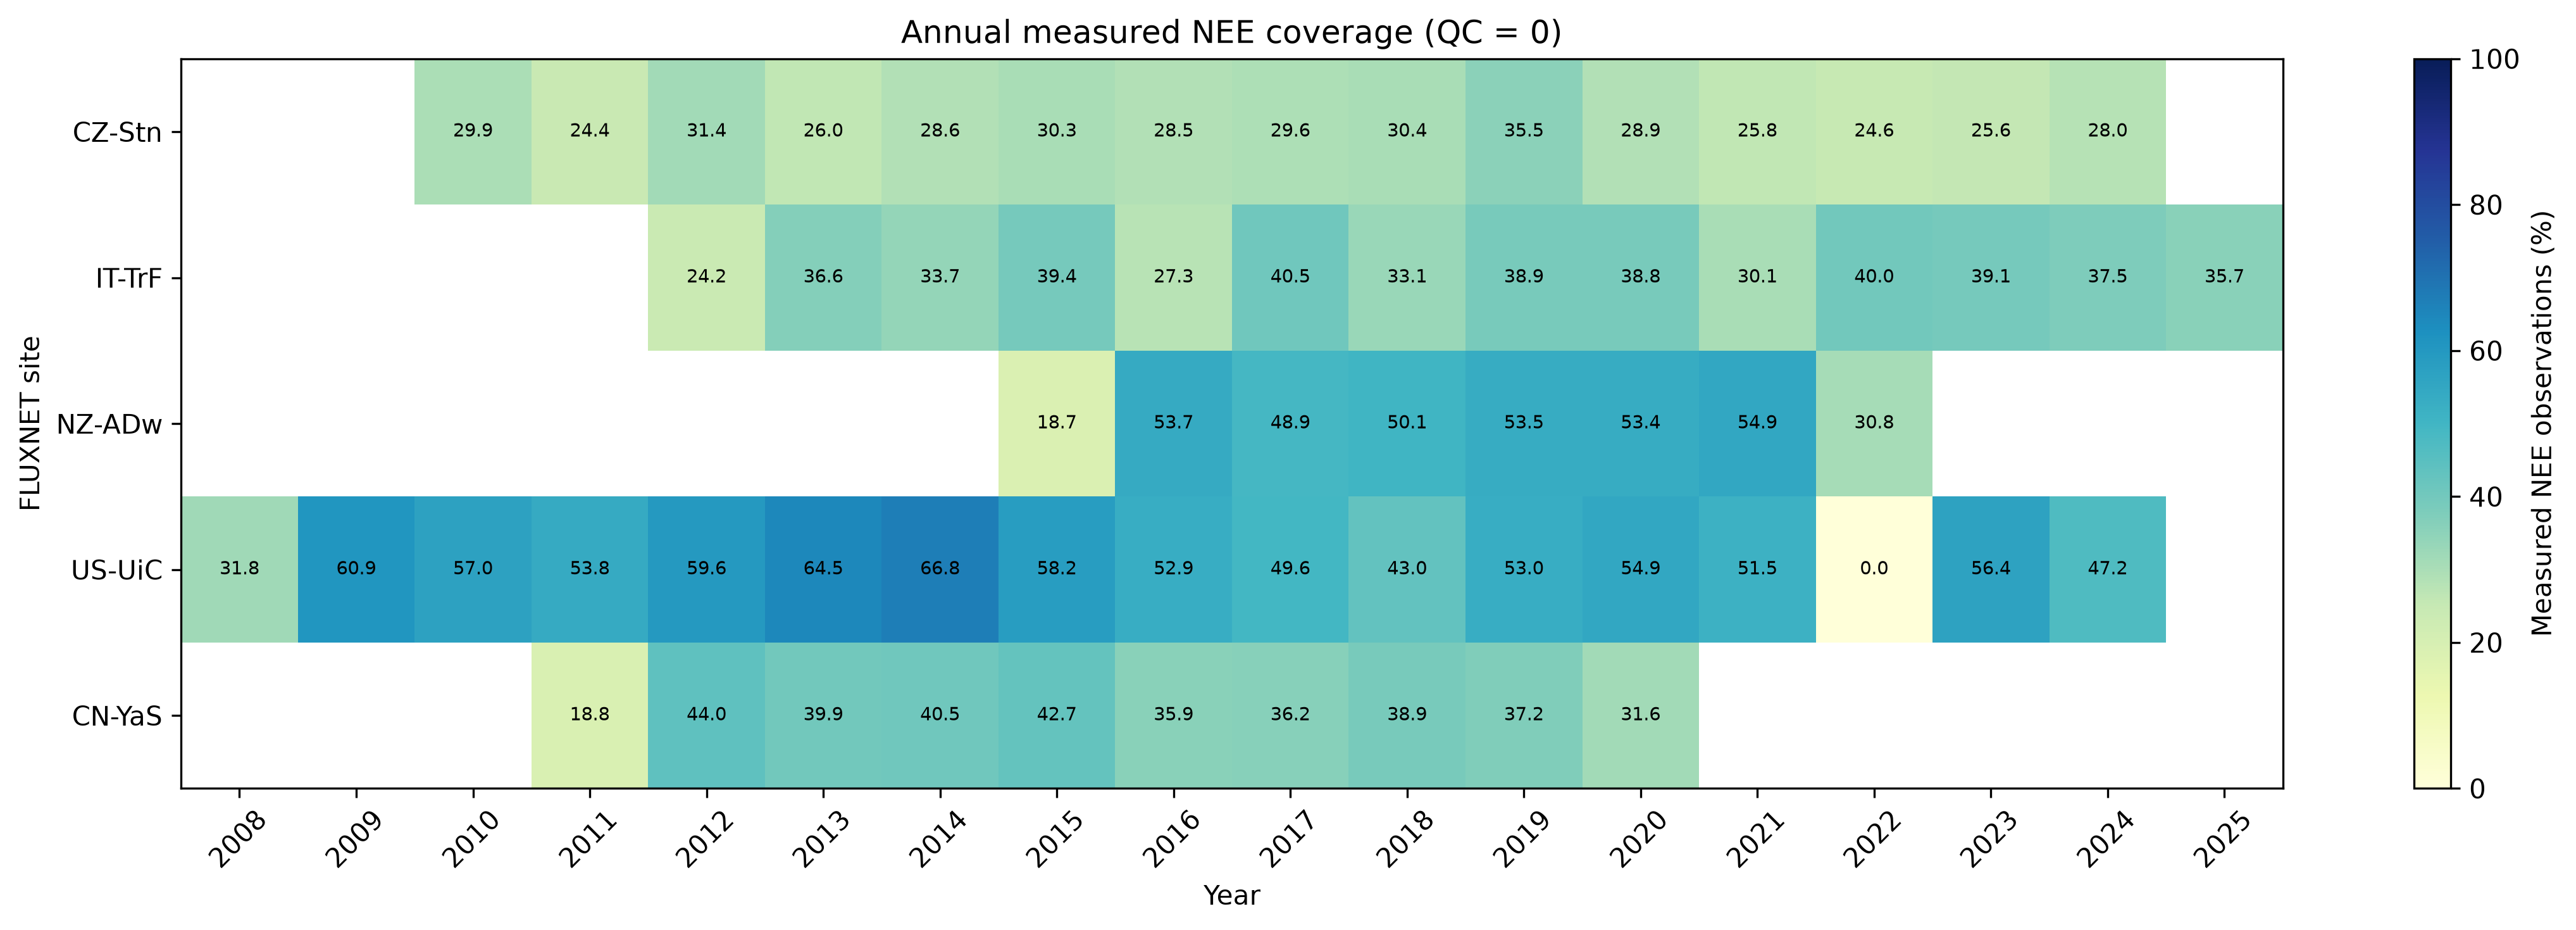 Annual measured NEE coverage (QC = 0)
FLUXNET site
CZ-Stn 29.9 24.4 31.4 26.0 28.6 30.3 28.5 29.6 30.4 35.5 28.9 25.8 24.6 25.6 28.0
IT-TrF 24.2 36.6 33.7 39.4 27.3 40.5 33.1 38.9 38.8 30.1 40.0 39.1 37.5 35.7
NZ-ADw 18.7 53.7 48.9 50.1 53.5 53.4 54.9 30.8
US-UiC 31.8 60.9 57.0 53.8 59.6 64.5 66.8 58.2 52.9 49.6 43.0 53.0 54.9 51.5 0.0 56.4 47.2
CN-YaS 18.8 44.0 39.9 40.5 42.7 35.9 36.2 38.9 37.2 31.6
2008 2009 2010 2011 2012 2013 2014 2015 2016 2017 2018 2019 2020 2021 2022 2023 2024 2025
Year
100
80
60
40
20
0
Measured NEE observations (%)